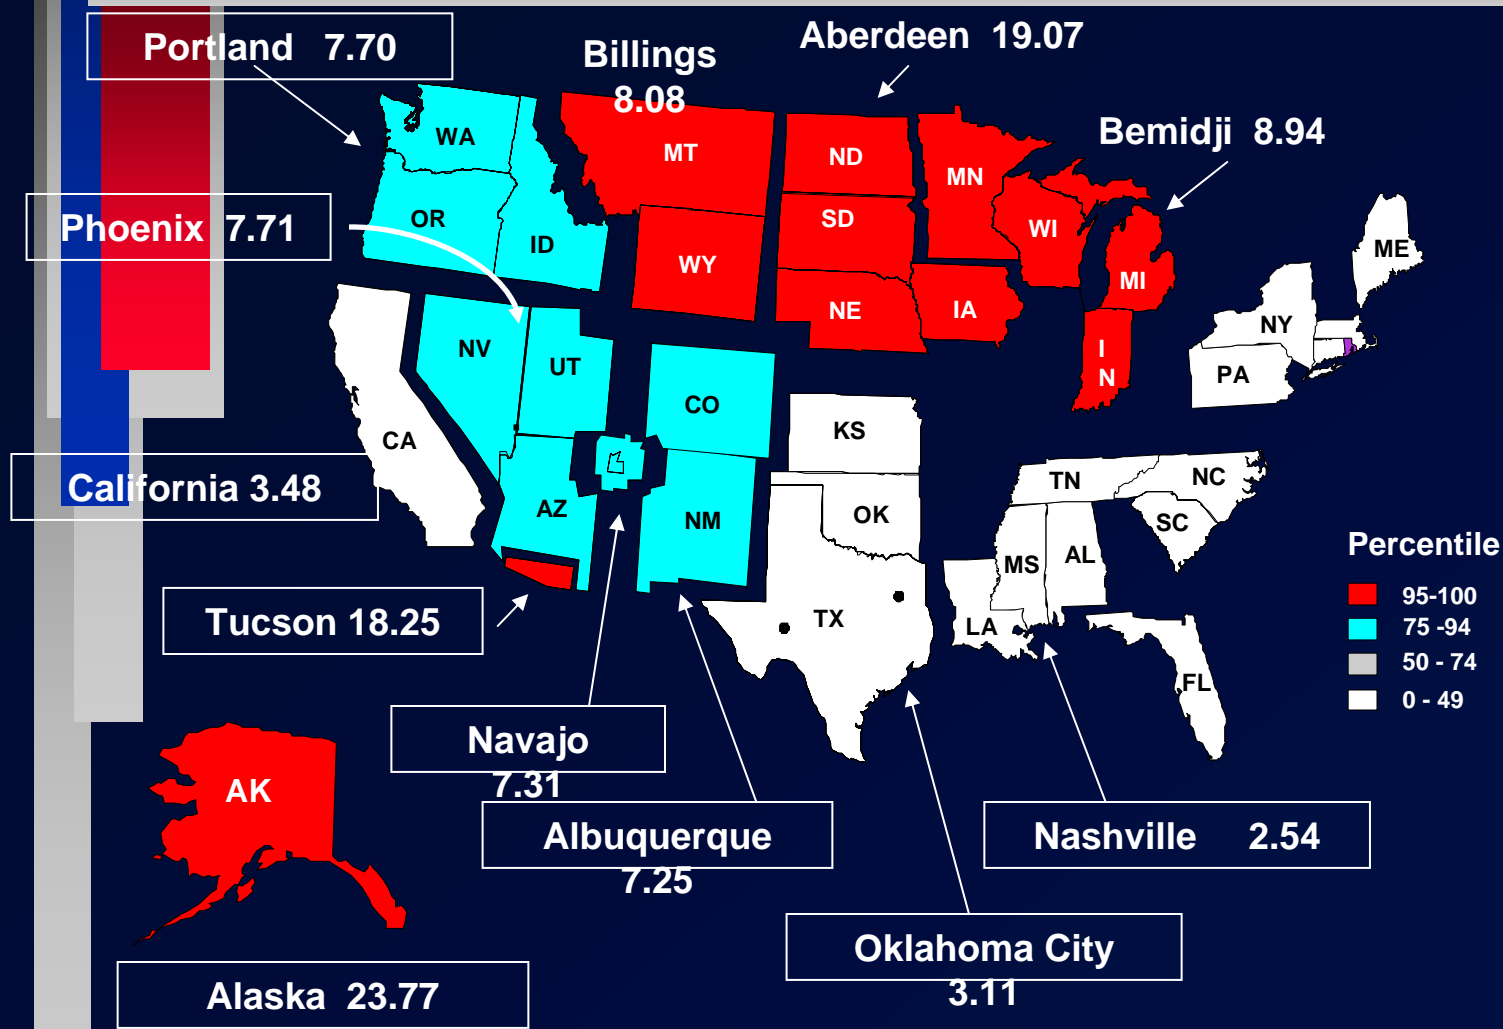 Portland 7.70
Billings
8.08
Aberdeen 19.07
Bemidji 8.94
WA
MT
ND
MN
OR
ID
WY
SD
WI
MI
ME
Phoenix 7.71
NE
IA
I
N
NY
PA
NV
UT
CO
CA
KS
California 3.48
AZ
NM
OK
TN
NC
SC
MS
AL
TX
LA
FL
Percentile
95-100
75 -94
50 - 74
0 - 49
Tucson 18.25
Navajo
7.31
Albuquerque
7.25
Nashville 2.54
Oklahoma City
3.11
AK
Alaska 23.77